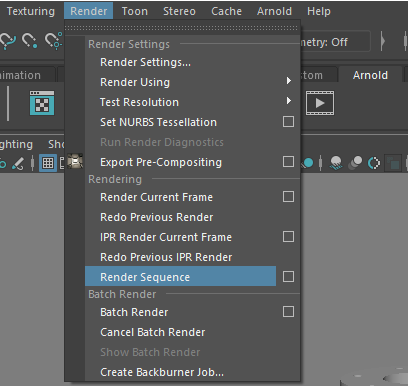 Texturing Render Toon Stereo Cache Arnold Help
Render Settings
Render Settings...
Render Using
Test Resolution
Set NURBS Tessellation
Run Render Diagnostics
Export Pre-Compositing
Rendering
Render Current Frame
Redo Previous Render
IPR Render Current Frame
Redo Previous IPR Render
Render Sequence
Batch Render
Batch Render
Cancel Batch Render
Show Batch Render
Create Backburner Job...
metry: Off
nimation
stom
Arnold
ghting
Sho